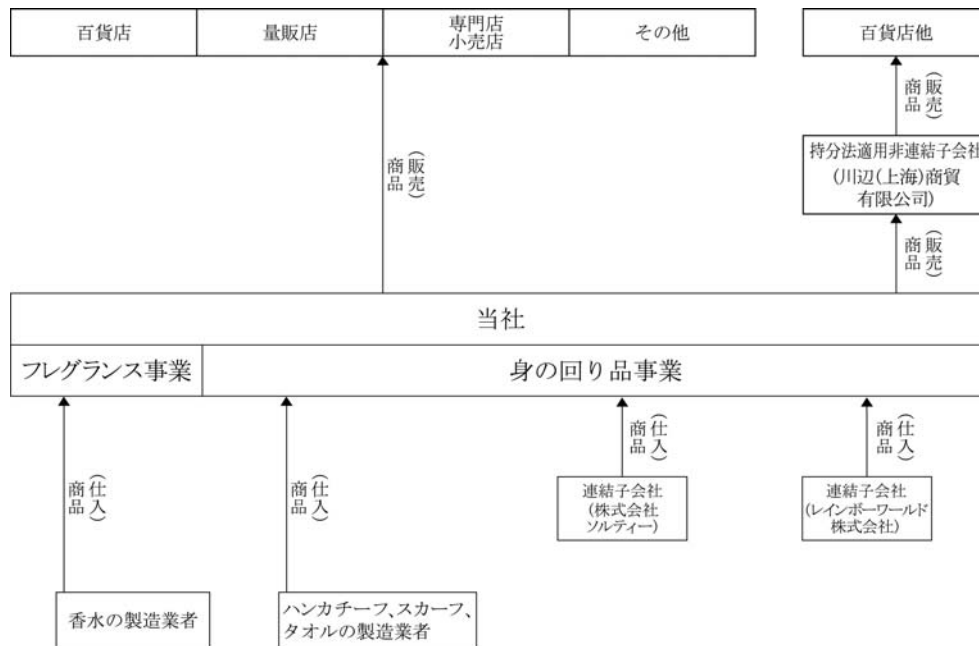 百貨店
量販店
専門店
小売店
その他
百貨店他
商品
(販売)
持分法適用非連結子会社
(川辺(上海)商貿
有限公司)
商品
(販売)
商品
(販売)
当社
フレグランス事業
身の回り品事業
商品
(仕入)
商品
(仕入)
商品
(仕入)
商品
(仕入)
連結子会社
(株式会社
ソルティー)
連結子会社
(レインボーワールド
株式会社)
香水の製造業者
ハンカチーフ、スカーフ、
タオルの製造業者